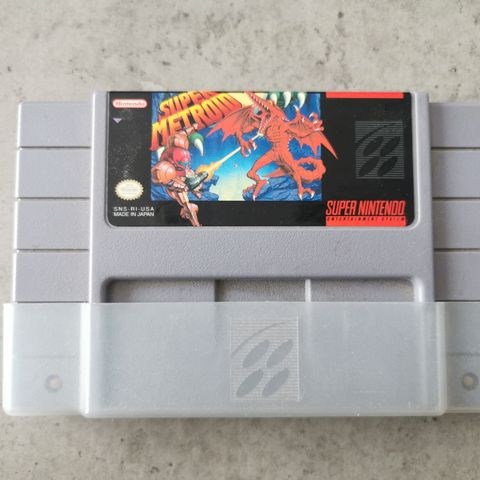 Nintendo
SUPER
METROID
SNS-RI-USA
MADE IN JAPAN
SUPER NINTENDO
ENTERTAINMENT SYSTEM